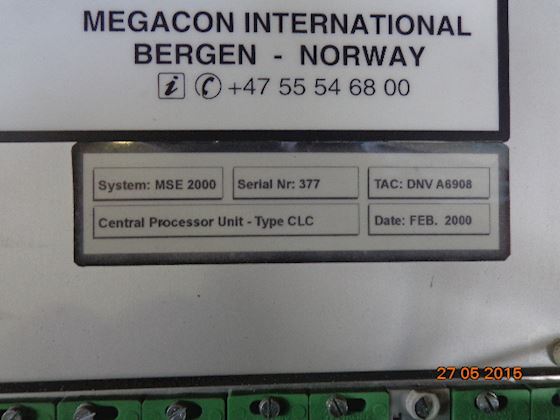 MEGACON INTERNATIONAL
BERGEN - NORWAY
i +47 55 54 68 00
System: MSE 2000 Serial Nr: 377 TAC: DNV A6908
Central Processor Unit - Type CLC Date: FEB. 2000
27 05 2015